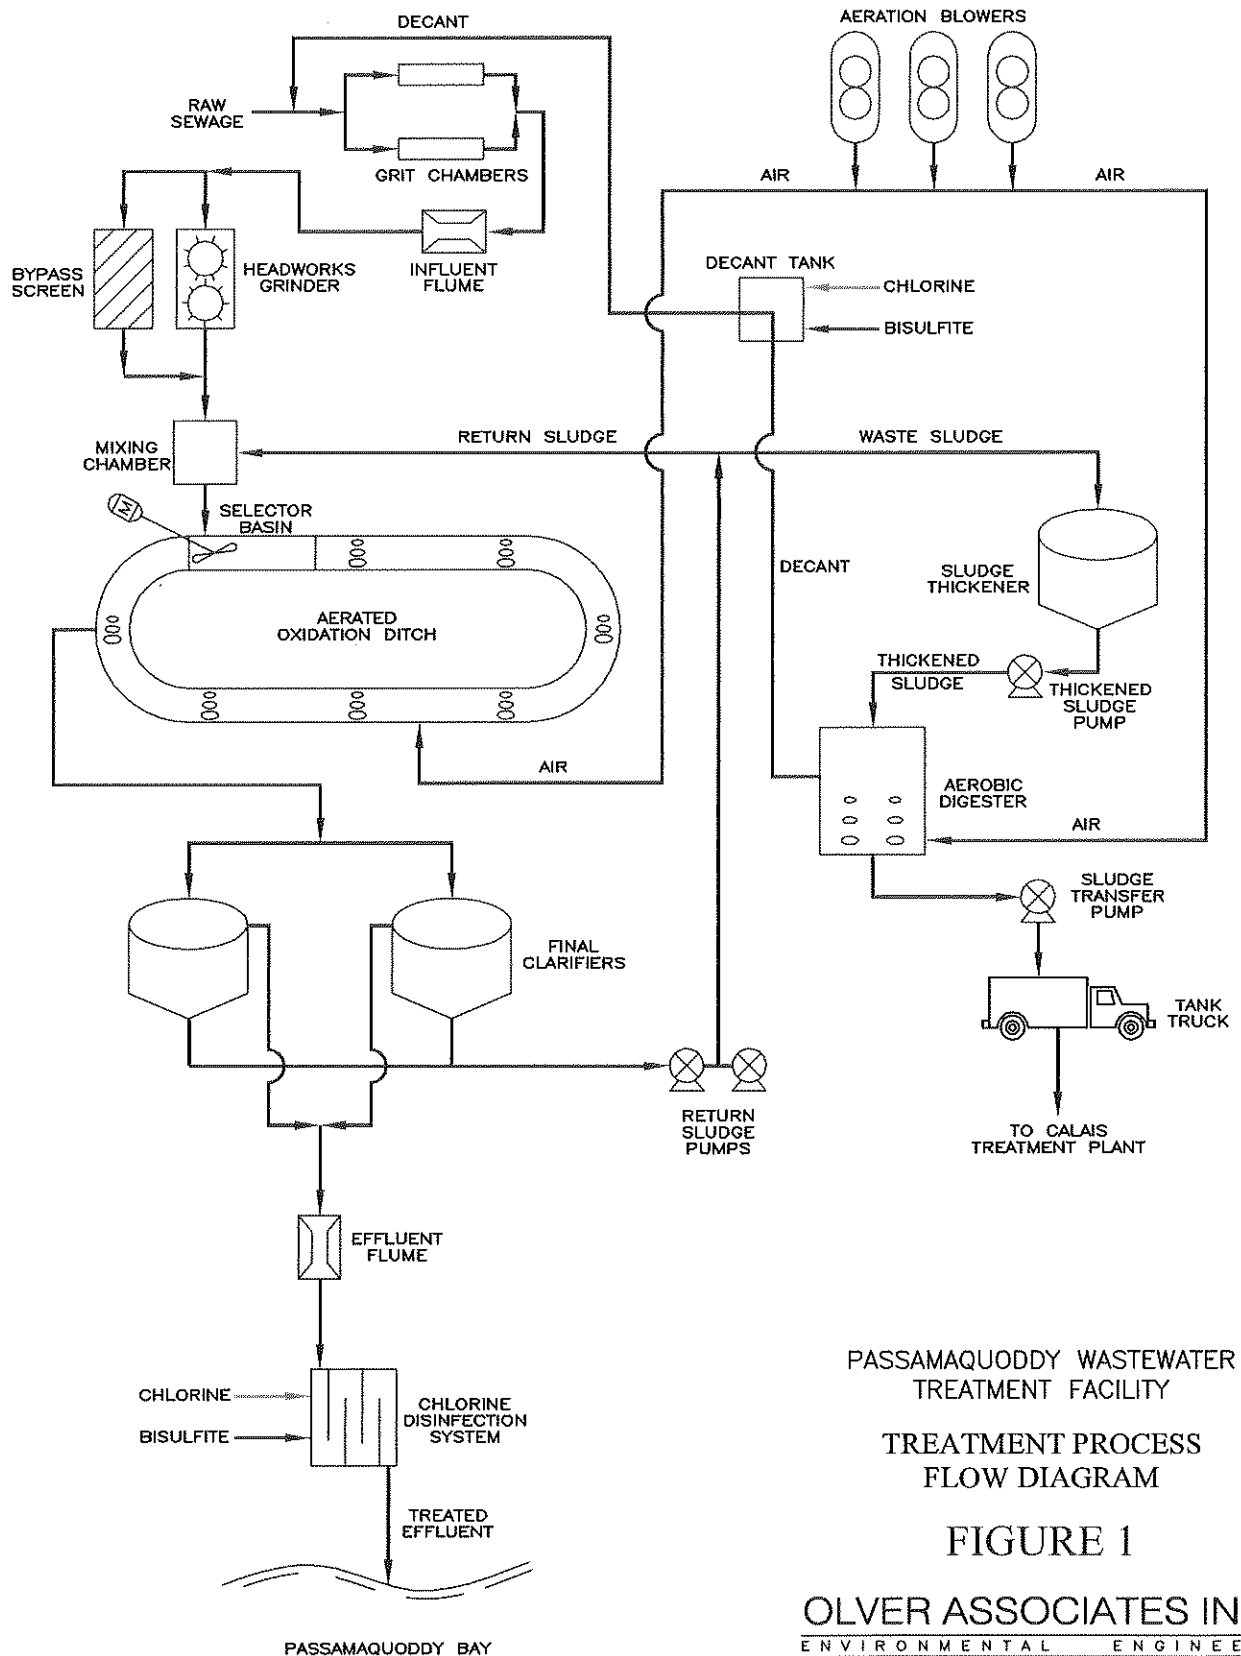 DECANT
AERATION BLOWERS
RAW
SEWAGE
GRIT CHAMBERS
AIR
AIR
BYPASS
SCREEN
HEADWORKS
GRINDER
INFLUENT
FLUME
DECANT TANK
CHLORINE
BISULFITE
MIXING
CHAMBER
RETURN SLUDGE
WASTE SLUDGE
M
SELECTOR
BASIN
DECANT
SLUDGE
THICKENER
AERATED
OXIDATION DITCH
THICKENED
SLUDGE
THICKENED
SLUDGE
PUMP
AIR
AEROBIC
DIGESTER
AIR
SLUDGE
TRANSFER
PUMP
FINAL
CLARIFIERS
TANK
TRUCK
RETURN
SLUDGE
PUMPS
TO CALAIS
TREATMENT PLANT
EFFLUENT
FLUME
CHLORINE
BISULFITE
CHLORINE
DISINFECTION
SYSTEM
TREATED
EFFLUENT
PASSAMAQUODDY BAY
PASSAMAQUODDY WASTEWATER
TREATMENT FACILITY
TREATMENT PROCESS
FLOW DIAGRAM
FIGURE 1
OLVER ASSOCIATES IN
ENVIRONMENTAL ENGINEE